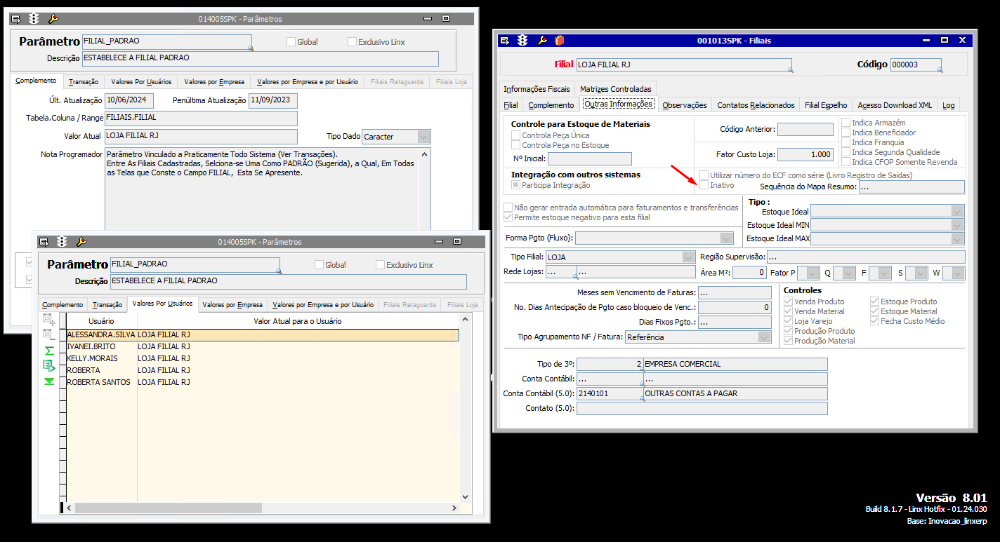 014005SPK - Parâmetros
Parâmetro FILIAL_PADRAO Global Exclusivo Linx
Descrição ESTABELECE A FILIAL PADRAO
Complemento Transação Valores Por Usuários Valores por Empresa Valores por Empresa e por Usuário Filiais Retaguarda Filiais Loja
Últ. Atualização 10/06/2024 Penúltima Atualização 11/09/2023
Tabela.Coluna / Range FILIAIS.FILIAL
Valor Atual LOJA FILIAL RJ Tipo Dado Caracter
Nota Programador Parâmetro Vinculado a Praticamente Todo Sistema (Ver Transações).
Entre As Filiais Cadastradas, Selciona-se Uma Como PADRÃO (Sugerida), a Qual, Em Todas
as Telas que Conste o Campo FILIAL, Esta Se Apresente.
014005SPK - Parâmetros
Parâmetro FILIAL_PADRAO Global Exclusivo Linx
Descrição ESTABELECE A FILIAL PADRAO
Complemento Transação Valores Por Usuários Valores por Empresa Valores por Empresa e por Usuário Filiais Retaguarda Filiais Loja
Usuário Valor Atual para o Usuário
ALESSANDRA.SILVA LOJA FILIAL RJ
IVANEI.BRITO LOJA FILIAL RJ
KELLY.MORAIS LOJA FILIAL RJ
ROBERTA LOJA FILIAL RJ
ROBERTA SANTOS LOJA FILIAL RJ
001013SPK - Filiais
Filial LOJA FILIAL RJ Código 000003
Informações Fiscais Matrizes Controladas
Filial Complemento Outras Informações Observações Contatos Relacionados Filial Espelho Acesso Download XML Log
Controle para Estoque de Materiais
Controla Peça Única
Controla Peça no Estoque
Nº Inicial:
Código Anterior:
Fator Custo Loja: 1.000
Indica Armazém
Indica Beneficiador
Indica Franquia
Indica Segunda Qualidade
Indica CFOP Somente Revenda
Integração com outros sistemas
Participa Integração
Utilizar número do ECF como série (Livro Registro de Saídas)
Inativo Sequência do Mapa Resumo: ...
Não gerar entrada automática para faturamentos e transferências
Permite estoque negativo para esta filial
Tipo :
Estoque Ideal
Estoque Ideal MIN
Estoque Ideal MAX
Forma Pgto (Fluxo):
Tipo Filial: LOJA Região Supervisão: ...
Rede Lojas: ... ... Área M²: 0 Fator P Q F S W
Meses sem Vencimento de Faturas: ...
No. Dias Antecipação de Pgto caso bloqueio de Venc.: 0
Dias Fixos Pgto.: ...
Tipo Agrupamento NF / Fatura: Referência
Controles
Venda Produto Estoque Produto
Venda Material Estoque Material
Loja Varejo Fecha Custo Médio
Produção Produto
Produção Material
Tipo de 3º: 2 EMPRESA COMERCIAL
Conta Contábil: ... ...
Conta Contábil (5.0): 2140101 OUTRAS CONTAS A PAGAR
Contato (5.0):
Versão 8.01
Build 8.1.7 - Linx Hotfix - 01.24.030
Base: Inovacao_linxerp